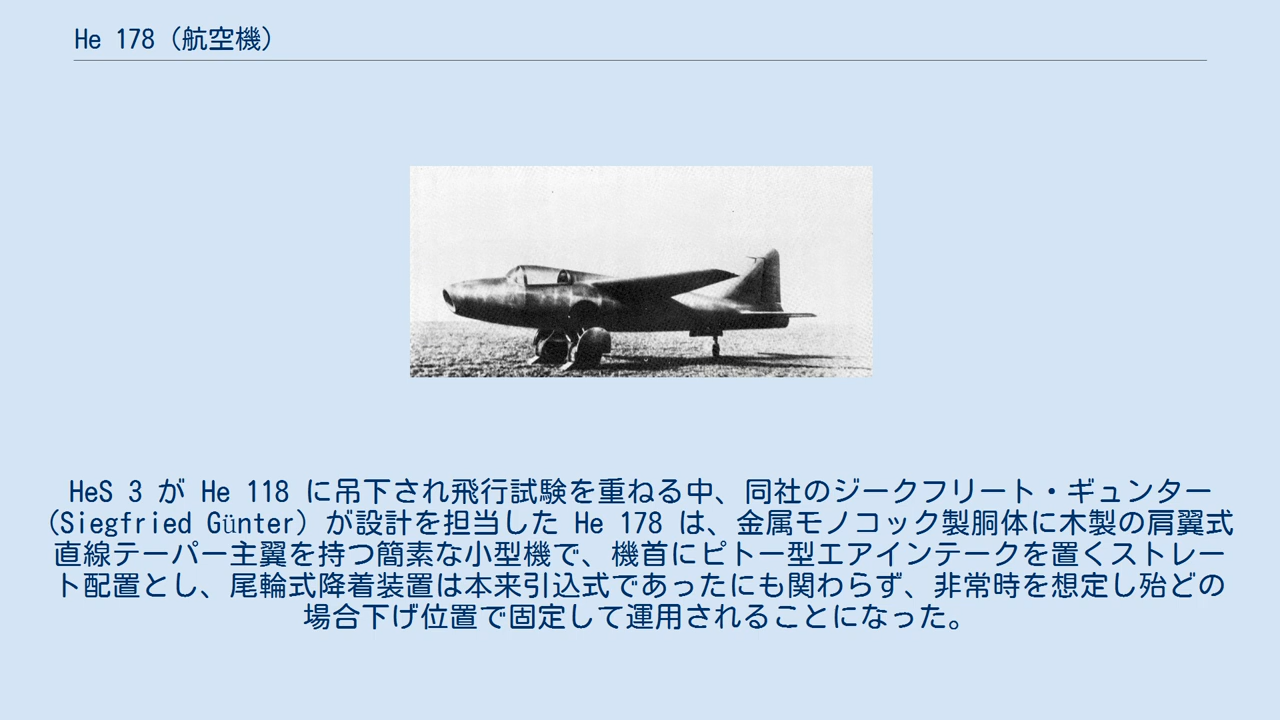 He 178（航空機）
HeS 3 が He 118 に吊下され飛行試験を重ねる中、同社のジークフリート・ギュンター
(Siegfried Günter) が設計を担当した He 178 は、金属モノコック製胴体に木製の肩翼式
直線テーパー主翼を持つ簡素な小型機で、機首にピトー型エアインテークを置くストレー
ト配置とし、尾輪式降着装置は本来引込式であったにも関わらず、非常時を想定し殆どの
場合下げ位置で固定して運用されることになった。